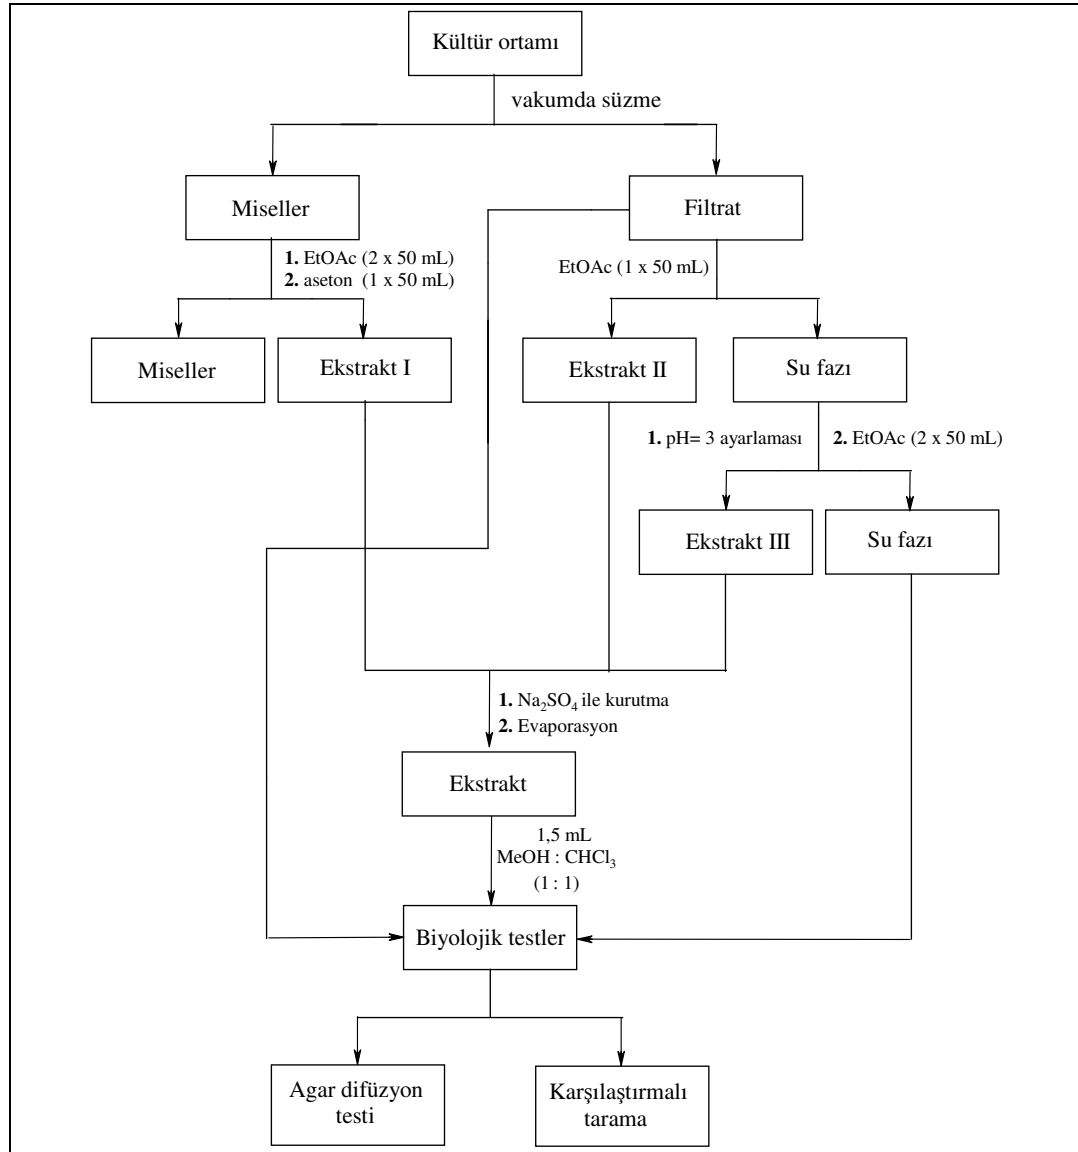 Kültür ortamı
vakumda süzme
Miseller
Filtrat
1. EtOAc (2 x 50 mL)
2. aseton (1 x 50 mL)
EtOAc (1 x 50 mL)
Miseller
Ekstrakt I
Ekstrakt II
Su fazı
1. pH= 3 ayarlaması
2. EtOAc (2 x 50 mL)
Ekstrakt III
Su fazı
1. Na₂SO₄ ile kurutma
2. Evaporasyon
Ekstrakt
1,5 mL
MeOH : CHCl₃
(1 : 1)
Biyolojik testler
Agar difüzyon
testi
Karşılaştırmalı
tarama